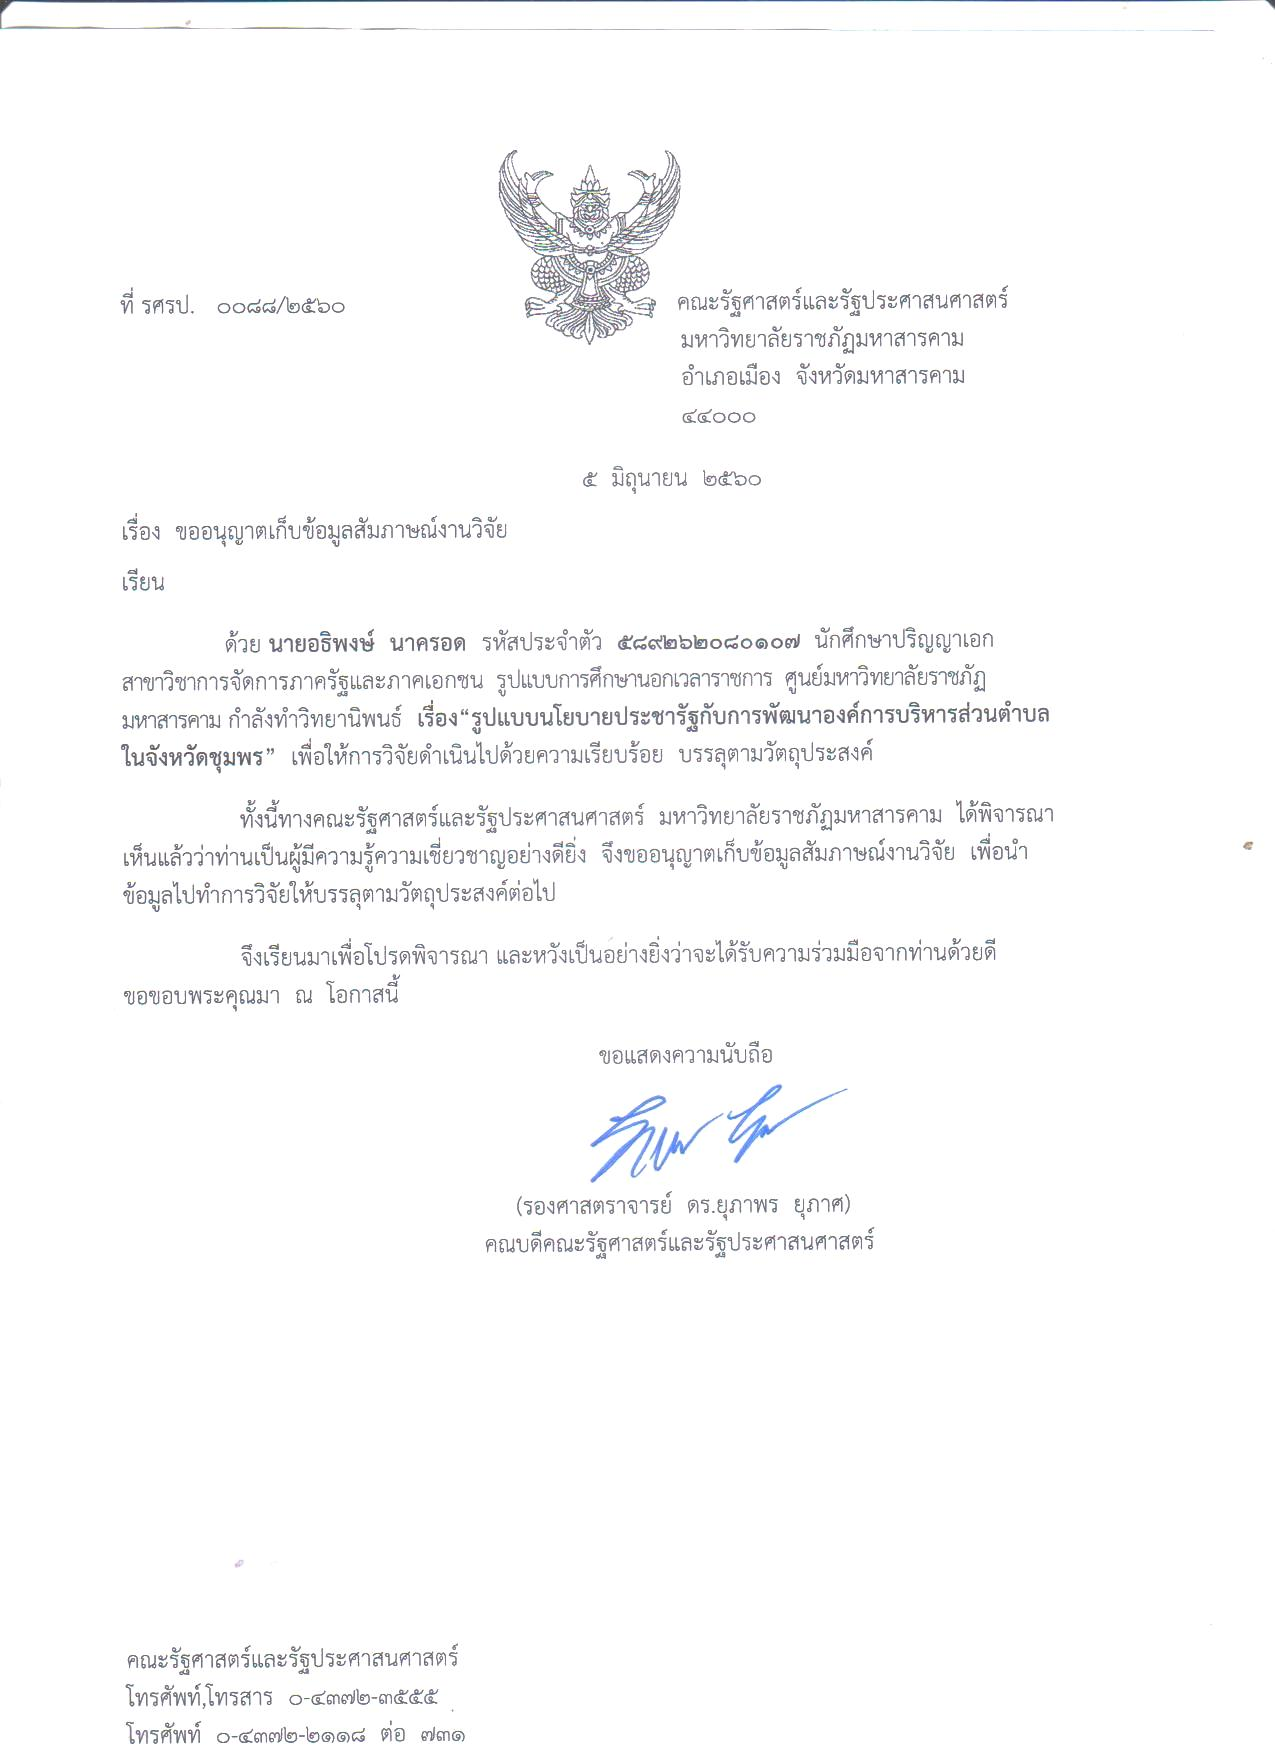 ที่ รศรป. ๐๐๘๘/๒๕๖๐
คณะรัฐศาสตร์และรัฐประศาสนศาสตร์
มหาวิทยาลัยราชภัฏมหาสารคาม
อำเภอเมือง จังหวัดมหาสารคาม
๔๔๐๐๐
๕ มิถุนายน ๒๕๖๐
เรื่อง ขออนุญาตเก็บข้อมูลสัมภาษณ์งานวิจัย
เรียน
ด้วย นายอธิพงษ์ นาครอด รหัสประจำตัว ๕๘๙๒๖๒๐๘๐๑๐๗ นักศึกษาปริญญาเอก
สาขาวิชาการจัดการภาครัฐและภาคเอกชน รูปแบบการศึกษานอกเวลาราชการ ศูนย์มหาวิทยาลัยราชภัฏ
มหาสารคาม กำลังทำวิทยานิพนธ์ เรื่อง“รูปแบบนโยบายประชารัฐกับการพัฒนาองค์การบริหารส่วนตำบล
ในจังหวัดชุมพร” เพื่อให้การวิจัยดำเนินไปด้วยความเรียบร้อย บรรลุตามวัตถุประสงค์
ทั้งนี้ทางคณะรัฐศาสตร์และรัฐประศาสนศาสตร์ มหาวิทยาลัยราชภัฏมหาสารคาม ได้พิจารณา
เห็นแล้วว่าท่านเป็นผู้มีความรู้ความเชี่ยวชาญอย่างดียิ่ง จึงขออนุญาตเก็บข้อมูลสัมภาษณ์งานวิจัย เพื่อนำ
ข้อมูลไปทำการวิจัยให้บรรลุตามวัตถุประสงค์ต่อไป
จึงเรียนมาเพื่อโปรดพิจารณา และหวังเป็นอย่างยิ่งว่าจะได้รับความร่วมมือจากท่านด้วยดี
ขอขอบพระคุณมา ณ โอกาสนี้
ขอแสดงความนับถือ
(รองศาสตราจารย์ ดร.ยุภาพร ยุภาศ)
คณบดีคณะรัฐศาสตร์และรัฐประศาสนศาสตร์
คณะรัฐศาสตร์และรัฐประศาสนศาสตร์
โทรศัพท์,โทรสาร ๐-๔๓๗๒-๓๕๕๕
โทรศัพท์ ๐-๔๓๗๒-๒๑๑๘ ต่อ ๗๓๑